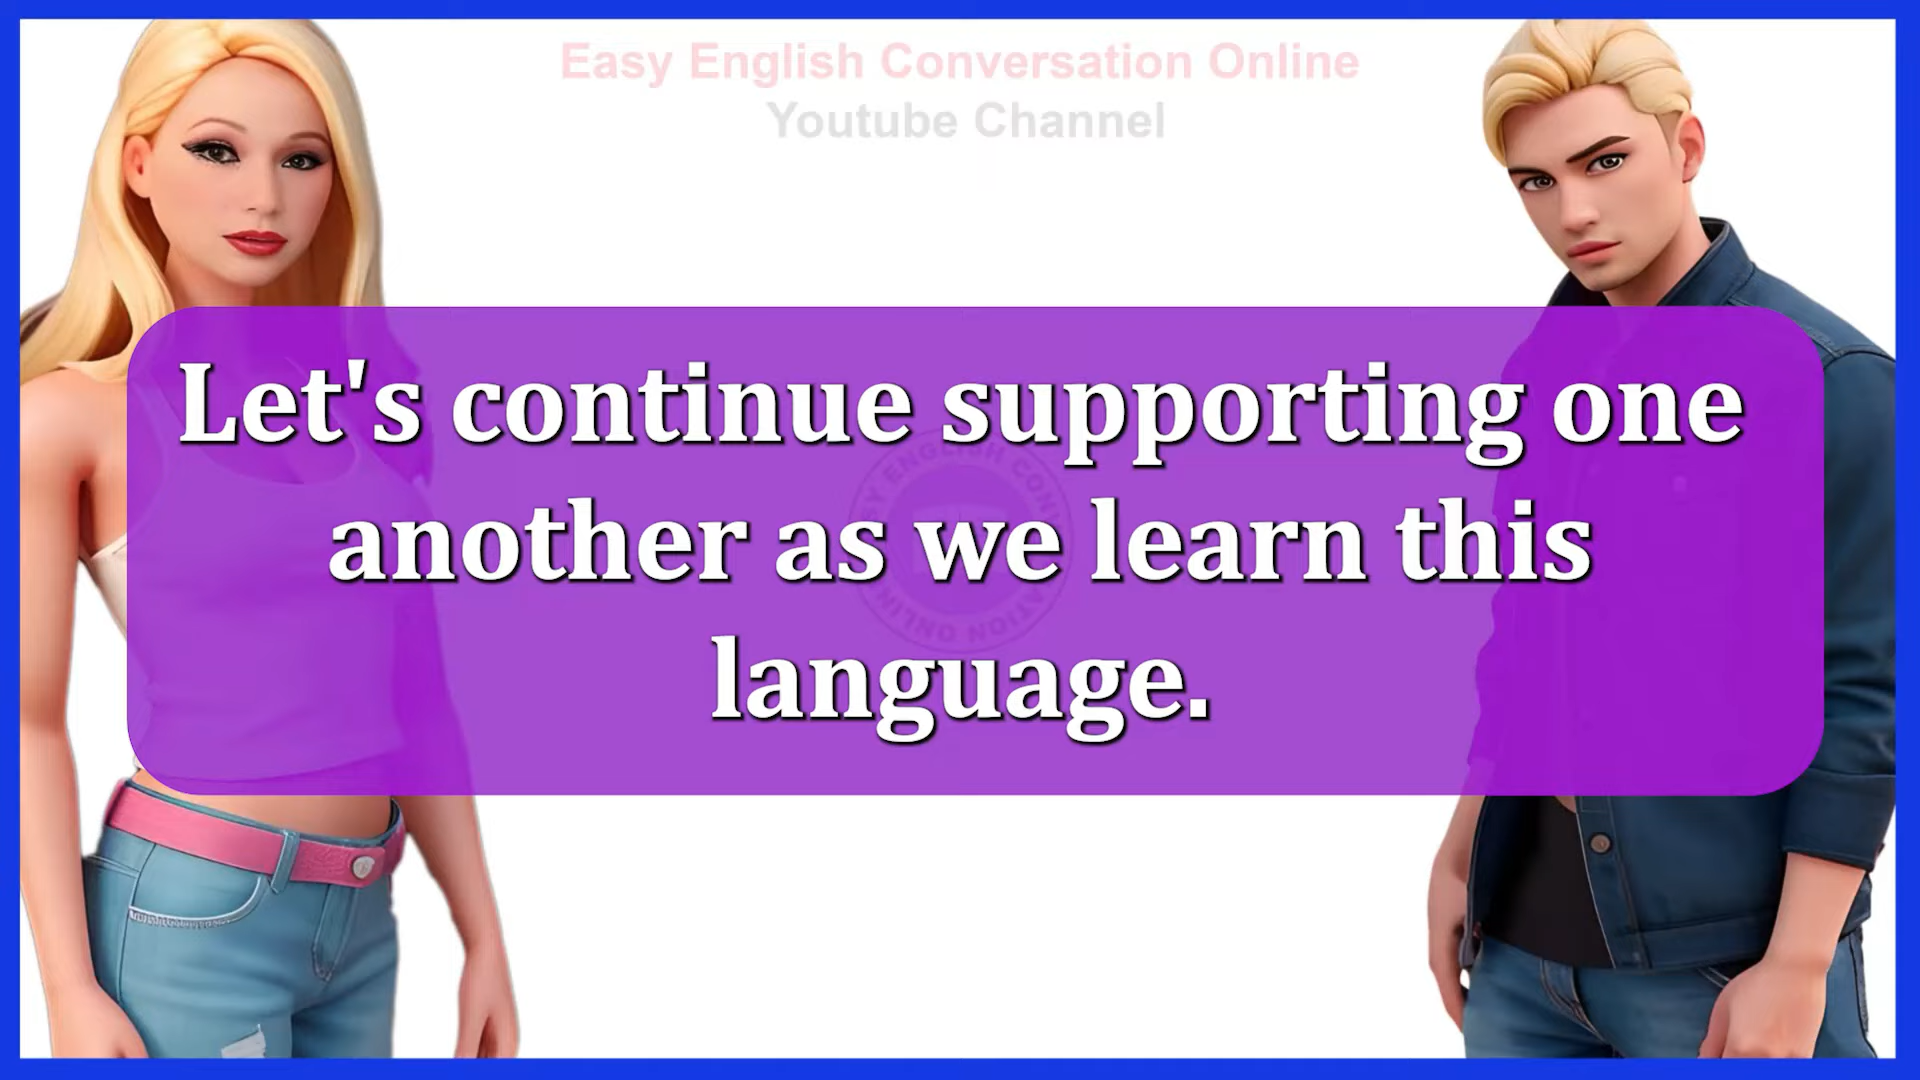 Easy English Conversation Online
Youtube Channel
Let's continue supporting one
another as we learn this
language.